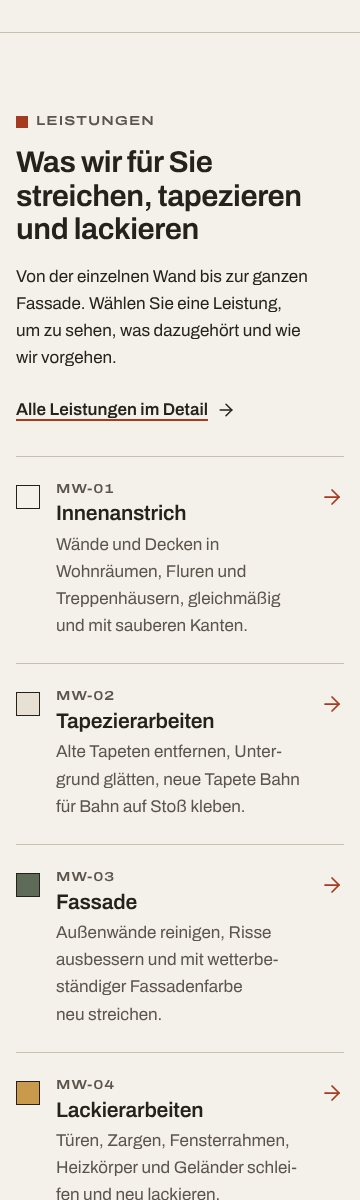 LEISTUNGEN
Was wir für Sie
streichen, tapezieren
und lackieren
Von der einzelnen Wand bis zur ganzen
Fassade. Wählen Sie eine Leistung,
um zu sehen, was dazugehört und wie
wir vorgehen.
Alle Leistungen im Detail →
MW-01
Innenanstrich
Wände und Decken in
Wohnräumen, Fluren und
Treppenhäusern, gleichmäßig
und mit sauberen Kanten.
MW-02
Tapezierarbeiten
Alte Tapeten entfernen, Unter-
grund glätten, neue Tapete Bahn
für Bahn auf Stoß kleben.
MW-03
Fassade
Außenwände reinigen, Risse
ausbessern und mit wetterbe-
ständiger Fassadenfarbe
neu streichen.
MW-04
Lackierarbeiten
Türen, Zargen, Fensterrahmen,
Heizkörper und Geländer schlei-
fen und neu lackieren.